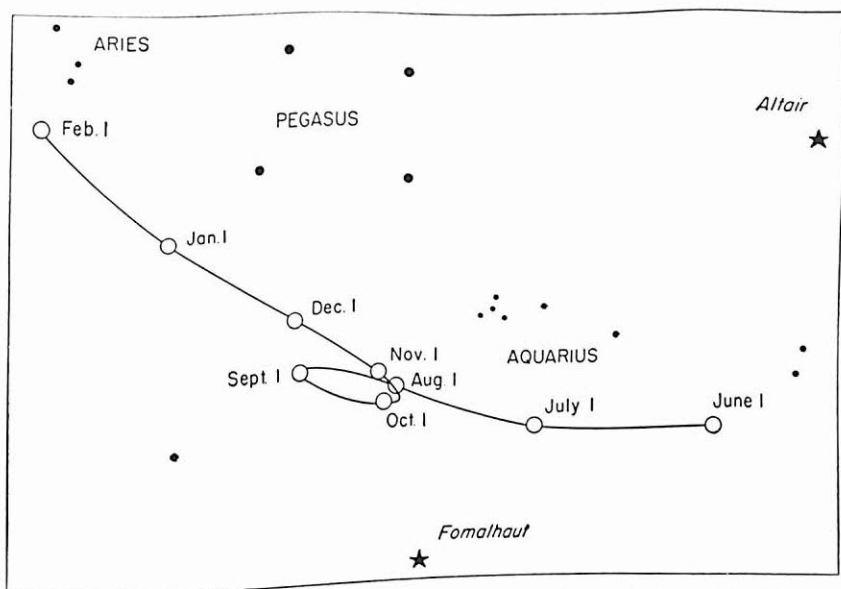 ARIES
Altair
Feb. 1
PEGASUS
Jan. 1
Dec. 1
AQUARIUS
Nov. 1
Sept. 1
Aug. 1
July 1
June 1
Oct. 1
Fomalhaut